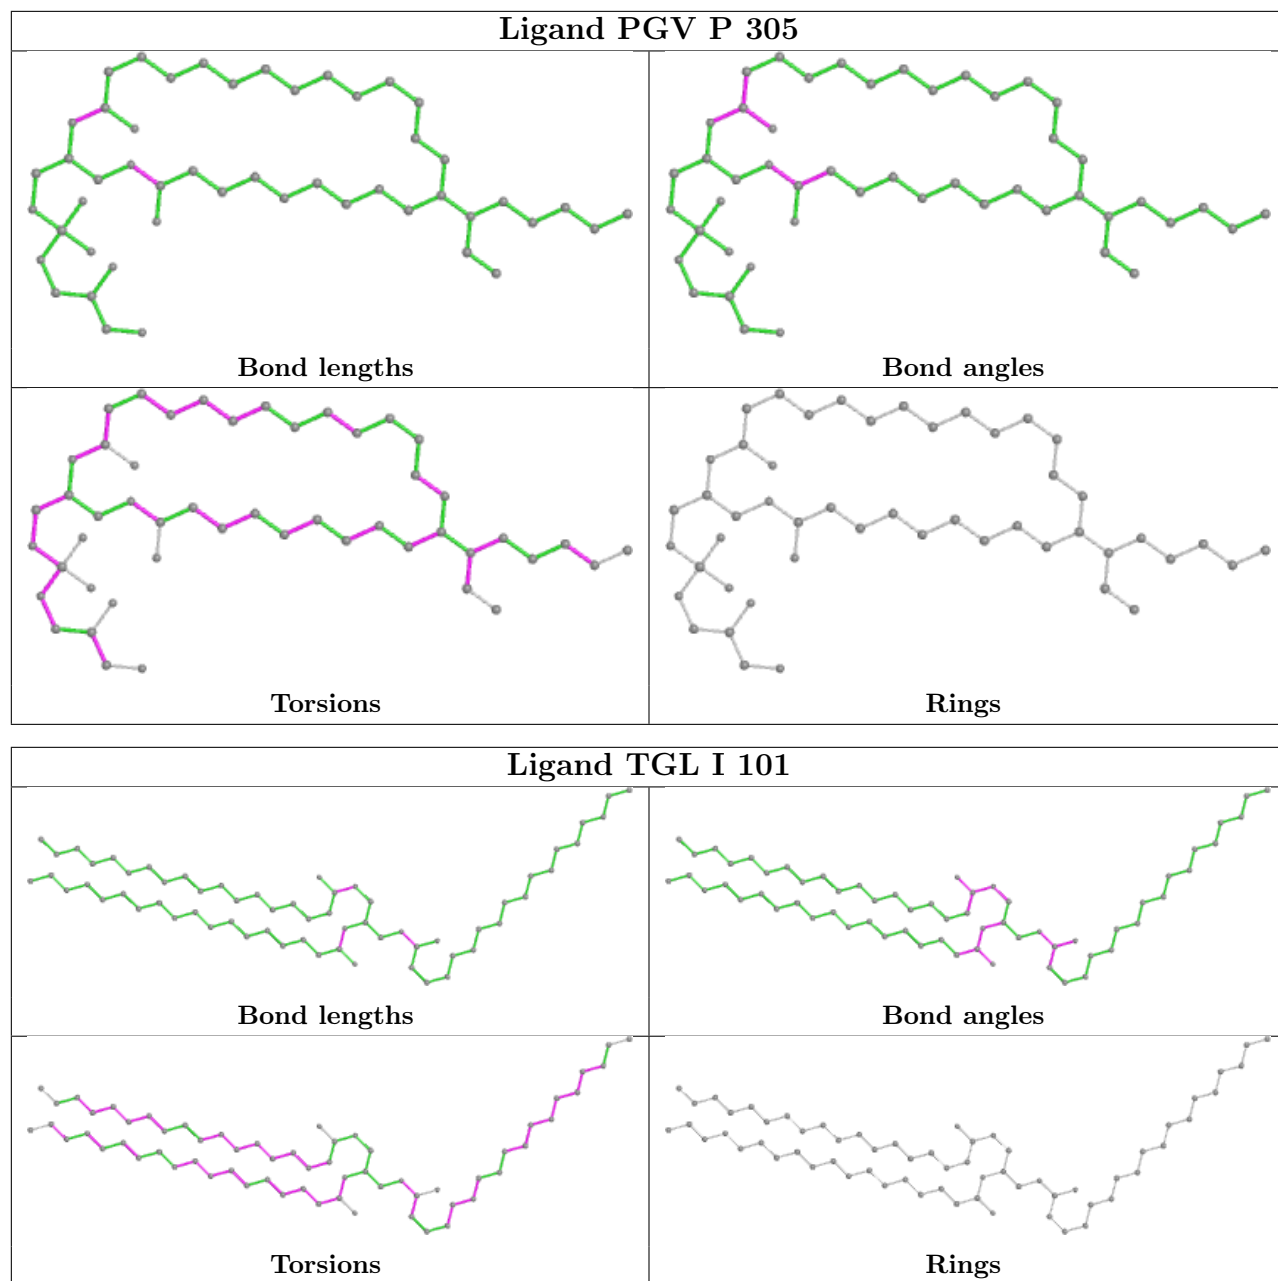 Ligand PGV P 305
Bond lengths
Bond angles
Torsions
Rings
Ligand TGL I 101
Bond lengths
Bond angles
Torsions
Rings